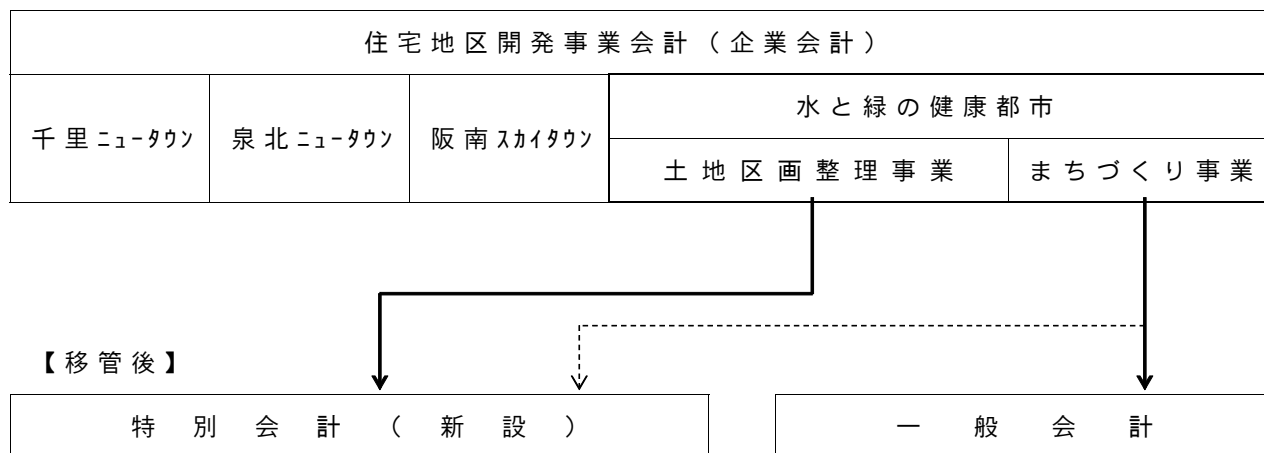 住宅地区開発事業会計（企業会計）
千里ﾆｭｰﾀｳﾝ
泉北ﾆｭｰﾀｳﾝ
阪南ｽｶｲﾀｳﾝ
水と緑の健康都市
土地区画整理事業
まちづくり事業
【移管後】
特別会計（新設）
一般会計